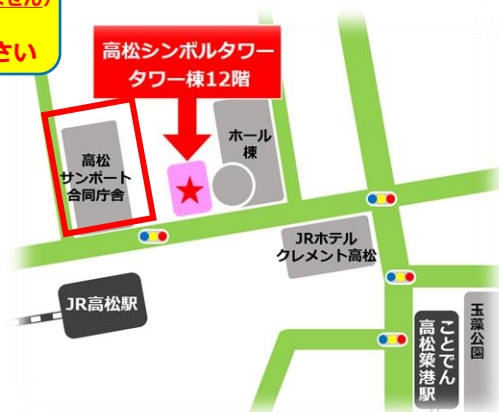 ません）
さい
高松シンボルタワー
タワー棟12階
ホール
棟
高松
サンポート
合同庁舎
JRホテル
クレメント高松
JR高松駅
ことでん
高松築港駅
玉藻公園